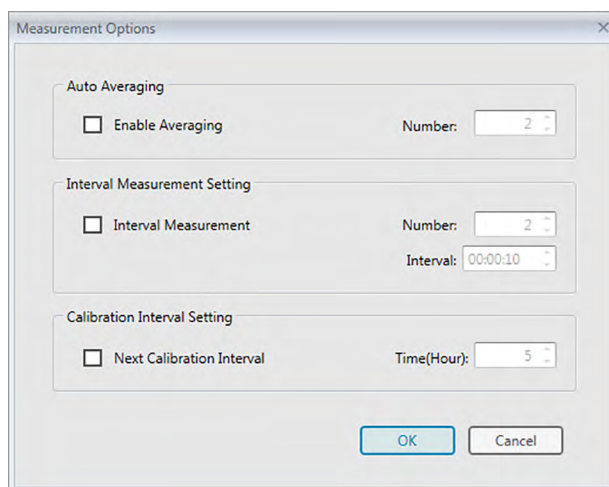 Measurement Options
Auto Averaging
Enable Averaging Number: 2
Interval Measurement Setting
Interval Measurement Number: 2
Interval: 00:00:10
Calibration Interval Setting
Next Calibration Interval Time(Hour): 5
OK Cancel